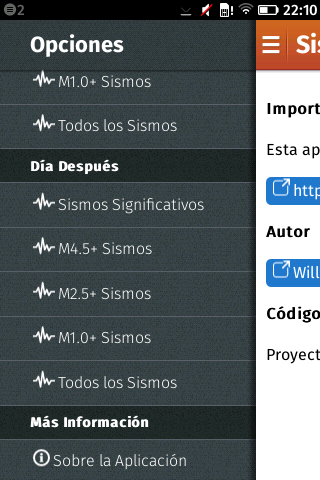 2
22:10
Opciones
Sis
M1.0+ Sismos
Todos los Sismos
Día Después
Sismos Significativos
M4.5+ Sismos
M2.5+ Sismos
M1.0+ Sismos
Todos los Sismos
Más Información
Sobre la Aplicación
Import
Esta ap
http
Autor
Will
Código
Proyect